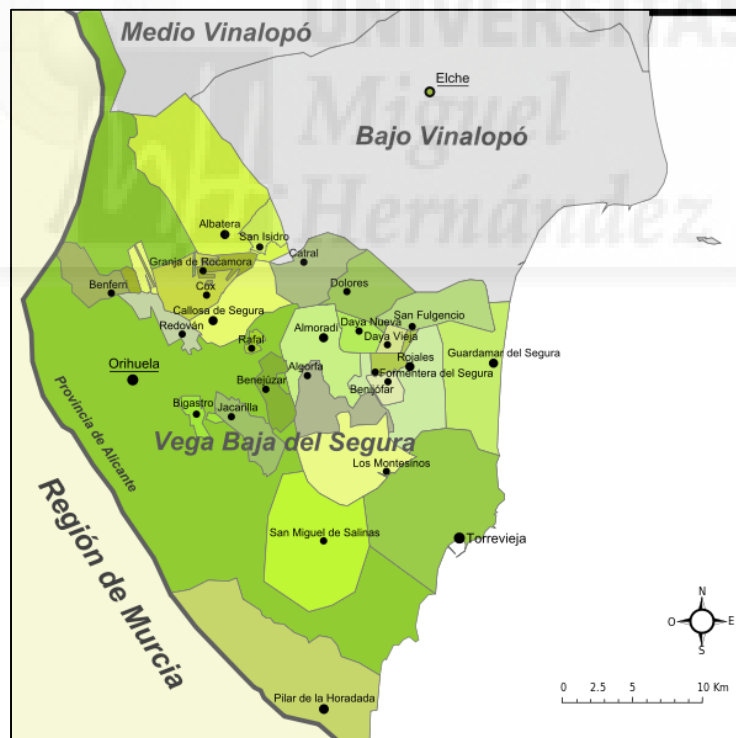 UNIVERSITAS
Miguel
Hernández
Medio Vinalopó
Elche
Bajo Vinalopó
Albatera
San Isidro
Catral
Granja de Rocamora
Benferri
Cox
Dolores
Callosa de Segura
Redován
San Fulgencio
Daya Nueva
Almoradí
Daya Vieja
Rafal
Rojales
Guardamar del Segura
Orihuela
Algorfa
Formentera del Segura
Benejúzar
Benijófar
Bigastro
Jacarilla
Provincia de Alicante
Vega Baja del Segura
Los Montesinos
Región de Murcia
San Miguel de Salinas
Torrevieja
Pilar de la Horadada
N
O
E
S
0 2.5 5 10 Km